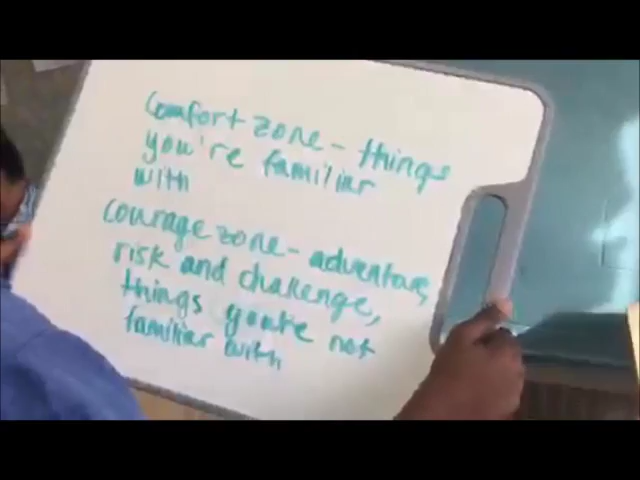 Comfort zone - things
you're familiar
with
Courage zone - adventure,
risk and challenge,
things you're not
familiar with